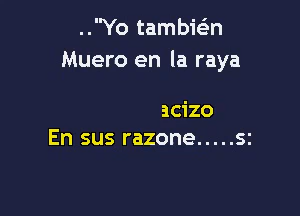 .."Yo también
Muero en la raya
acizo
En sus razone.....s